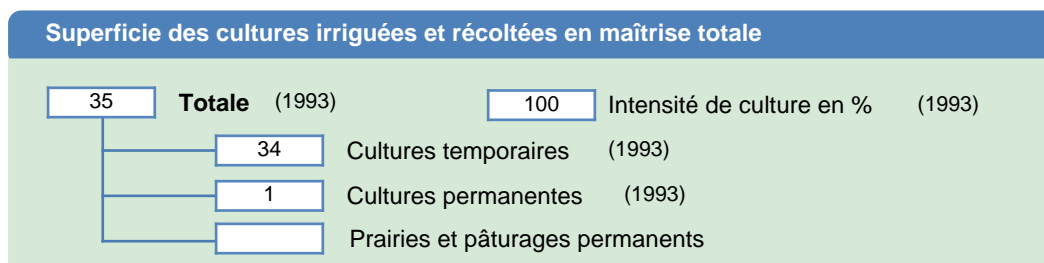 Superficie des cultures irriguées et récoltées en maîtrise totale
35 Totale (1993) 100 Intensité de culture en % (1993)
34 Cultures temporaires (1993)
1 Cultures permanentes (1993)
Prairies et pâturages permanents